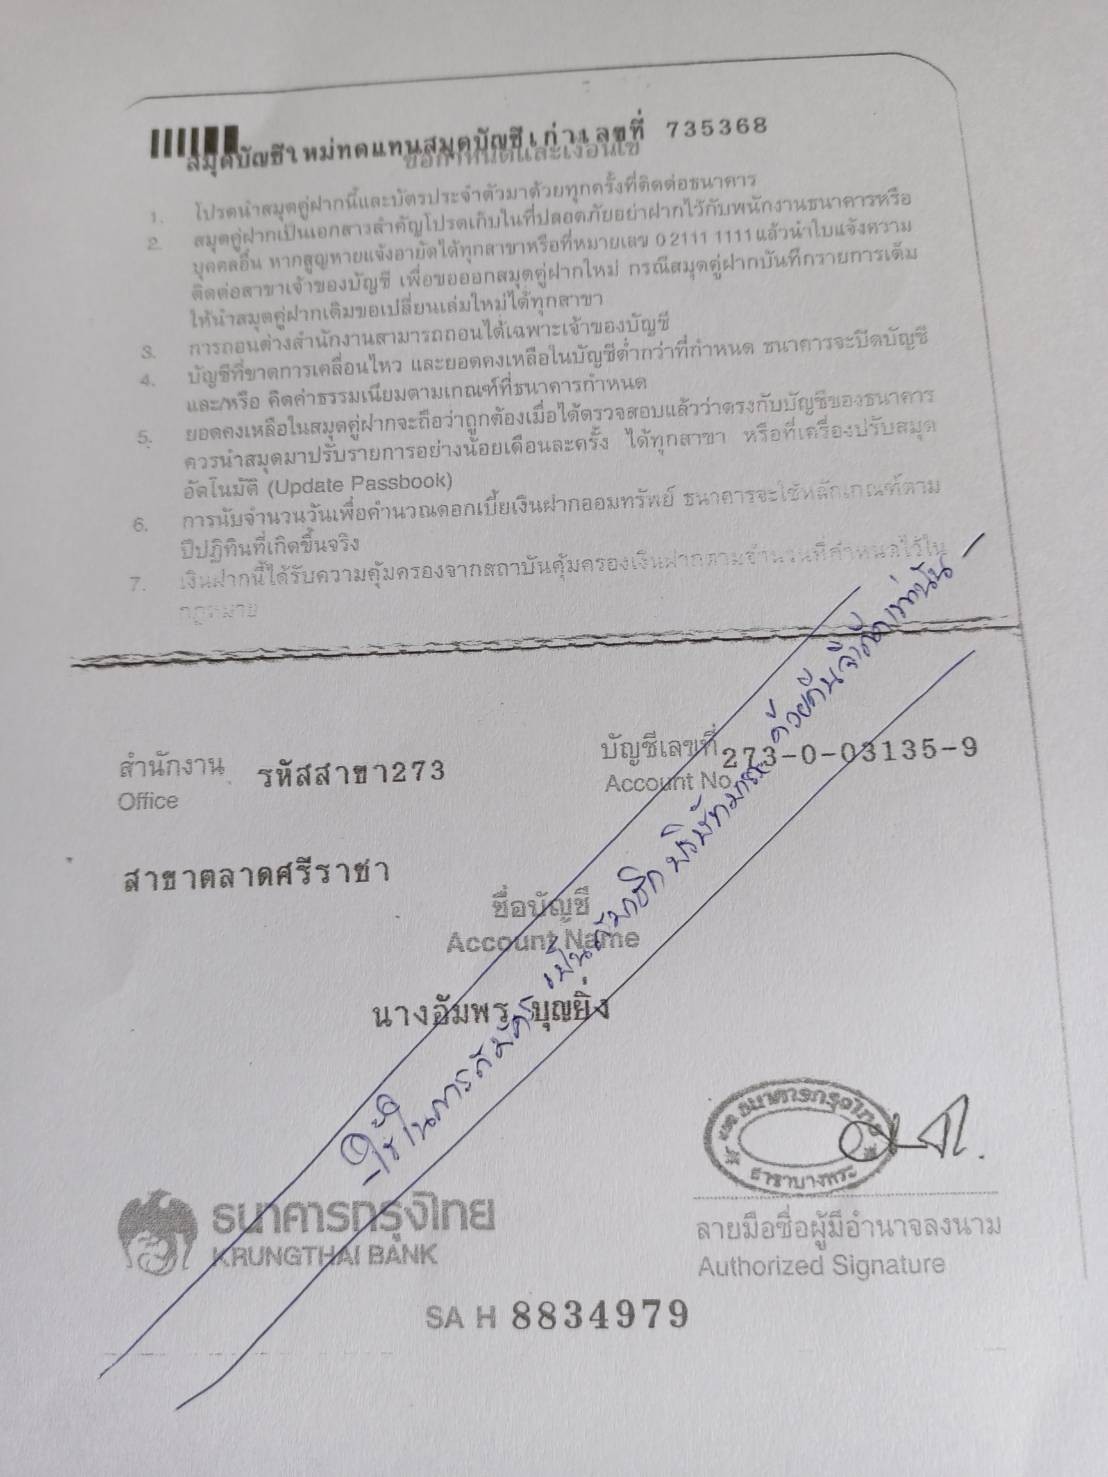 สมุดบัญชีใหม่ทดแทนสมุดบัญชีเก่าเลขที่ 735368
ข้อกำหนดและเงื่อนไข
1. โปรดนำสมุดคู่ฝากนี้และบัตรประจำตัวมาด้วยทุกครั้งที่ติดต่อธนาคาร
2. สมุดคู่ฝากเป็นเอกสารสำคัญโปรดเก็บในที่ปลอดภัยอย่าฝากไว้กับพนักงานธนาคารหรือ
บุคคลอื่น หากสูญหายแจ้งอายัดได้ทุกสาขาหรือที่หมายเลข 0 2111 1111 แล้วนำใบแจ้งความ
ติดต่อสาขาเจ้าของบัญชี เพื่อขอออกสมุดคู่ฝากใหม่ กรณีสมุดคู่ฝากบันทึกรายการเต็ม
ให้นำสมุดคู่ฝากเดิมขอเปลี่ยนเล่มใหม่ได้ทุกสาขา
3. การถอนต่างสำนักงานสามารถถอนได้เฉพาะเจ้าของบัญชี
4. บัญชีที่ขาดการเคลื่อนไหว และยอดคงเหลือในบัญชีต่ำกว่าที่กำหนด ธนาคารจะปิดบัญชี
และ/หรือ คิดค่าธรรมเนียมตามเกณฑ์ที่ธนาคารกำหนด
5. ยอดคงเหลือในสมุดคู่ฝากจะถือว่าถูกต้องเมื่อได้ตรวจสอบแล้วว่าตรงกับบัญชีของธนาคาร
ควรนำสมุดมาปรับรายการอย่างน้อยเดือนละครั้ง ได้ทุกสาขา หรือที่เครื่องปรับสมุด
อัตโนมัติ (Update Passbook)
6. การนับจำนวนวันเพื่อคำนวณดอกเบี้ยเงินฝากออมทรัพย์ ธนาคารจะใช้หลักเกณฑ์ตาม
ปีปฏิทินที่เกิดขึ้นจริง
7. เงินฝากนี้ได้รับความคุ้มครองจากสถาบันคุ้มครองเงินฝากตามจำนวนที่กำหนดไว้ใน
กฎหมาย
สำนักงาน รหัสสาขา273 บัญชีเลขที่ 273-0-03135-9
Office Account No.
สาขาตลาดศรีราชา
ชื่อบัญชี
Account Name
นางอัมพร บุญยิ่ง
ใช้ในการสมัคร เป็นสมาชิก บริษัท เท่านั้น
ธนาคารกรุงไทย
สาขาบางพระ
ธนาคารกรุงไทย
KRUNGTHAI BANK
ลายมือชื่อผู้มีอำนาจลงนาม
Authorized Signature
SA H 8834979